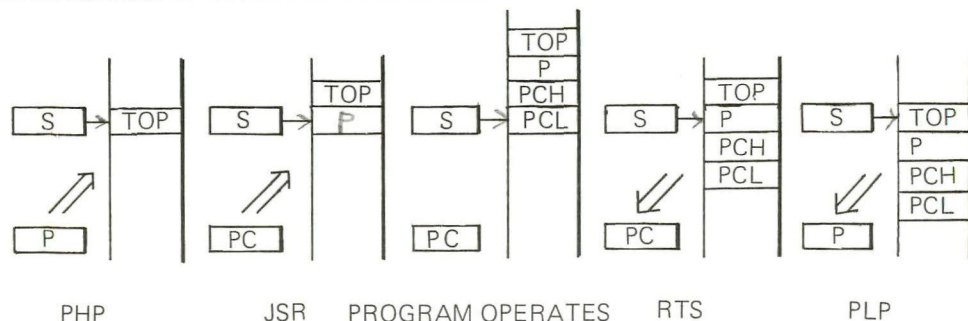 TOP
P
TOP PCH TOP
S TOP S P S PCL S P S TOP
PCH P
PCL PCH
PCL
P PC PC PC P
PHP JSR PROGRAM OPERATES RTS PLP